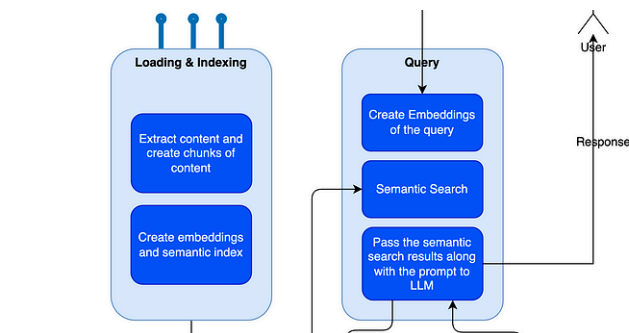 Loading & Indexing
Extract content and
create chunks of
content
Create embeddings
and semantic index
Query
Create Embeddings
of the query
Semantic Search
Pass the semantic
search results along
with the prompt to
LLM
User
Response